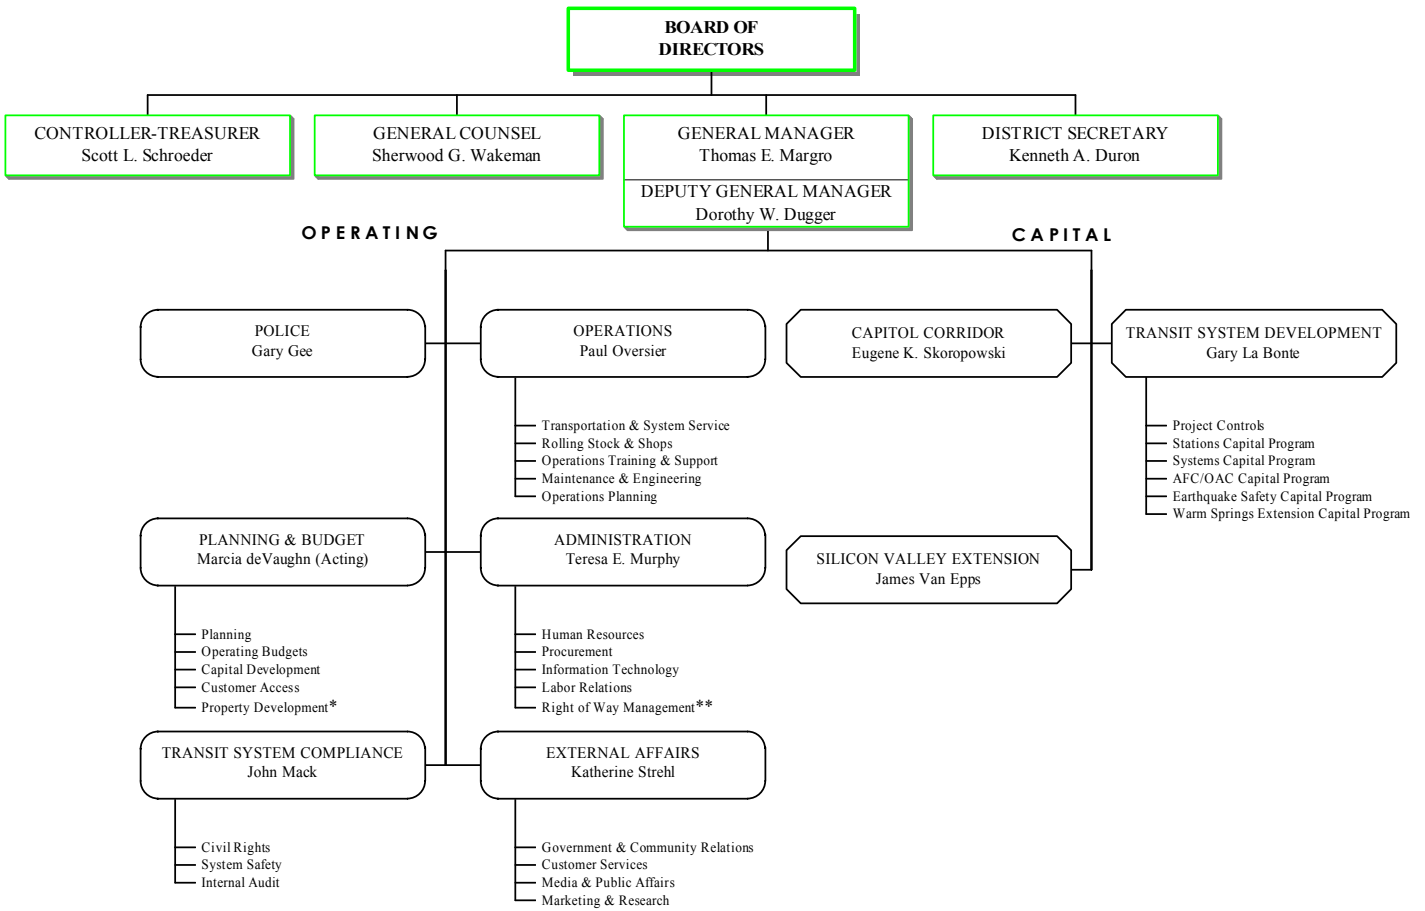 BOARD OF
DIRECTORS
CONTROLLER-TREASURER
Scott L. Schroeder
GENERAL COUNSEL
Sherwood G. Wakeman
GENERAL MANAGER
Thomas E. Margro
DEPUTY GENERAL MANAGER
Dorothy W. Dugger
DISTRICT SECRETARY
Kenneth A. Duron
OPERATING
CAPITAL
POLICE
Gary Gee
OPERATIONS
Paul Oversier
Transportation & System Service
Rolling Stock & Shops
Operations Training & Support
Maintenance & Engineering
Operations Planning
CAPITOL CORRIDOR
Eugene K. Skoropowski
TRANSIT SYSTEM DEVELOPMENT
Gary La Bonte
Project Controls
Stations Capital Program
Systems Capital Program
AFC/OAC Capital Program
Earthquake Safety Capital Program
Warm Springs Extension Capital Program
PLANNING & BUDGET
Marcia deVaughn (Acting)
Planning
Operating Budgets
Capital Development
Customer Access
Property Development*
ADMINISTRATION
Teresa E. Murphy
Human Resources
Procurement
Information Technology
Labor Relations
Right of Way Management**
SILICON VALLEY EXTENSION
James Van Epps
TRANSIT SYSTEM COMPLIANCE
John Mack
Civil Rights
System Safety
Internal Audit
EXTERNAL AFFAIRS
Katherine Strehl
Government & Community Relations
Customer Services
Media & Public Affairs
Marketing & Research